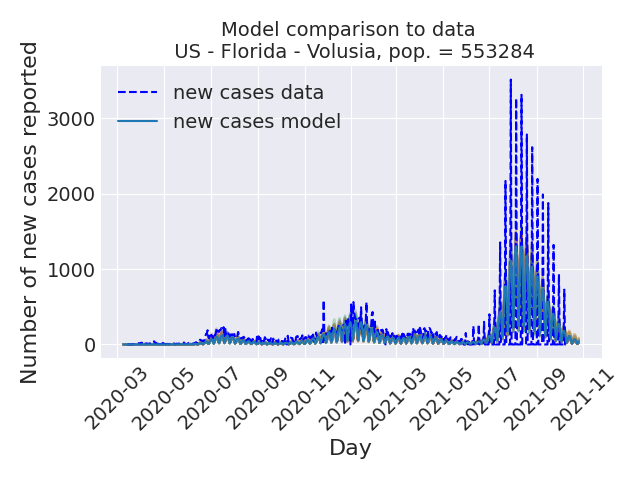 Model comparison to data
US - Florida - Volusia, pop. = 553284
new cases data
new cases model
Number of new cases reported
3000
2000
1000
0
2020-03
2020-05
2020-07
2020-09
2020-11
2021-01
2021-03
2021-05
2021-07
2021-09
2021-11
Day